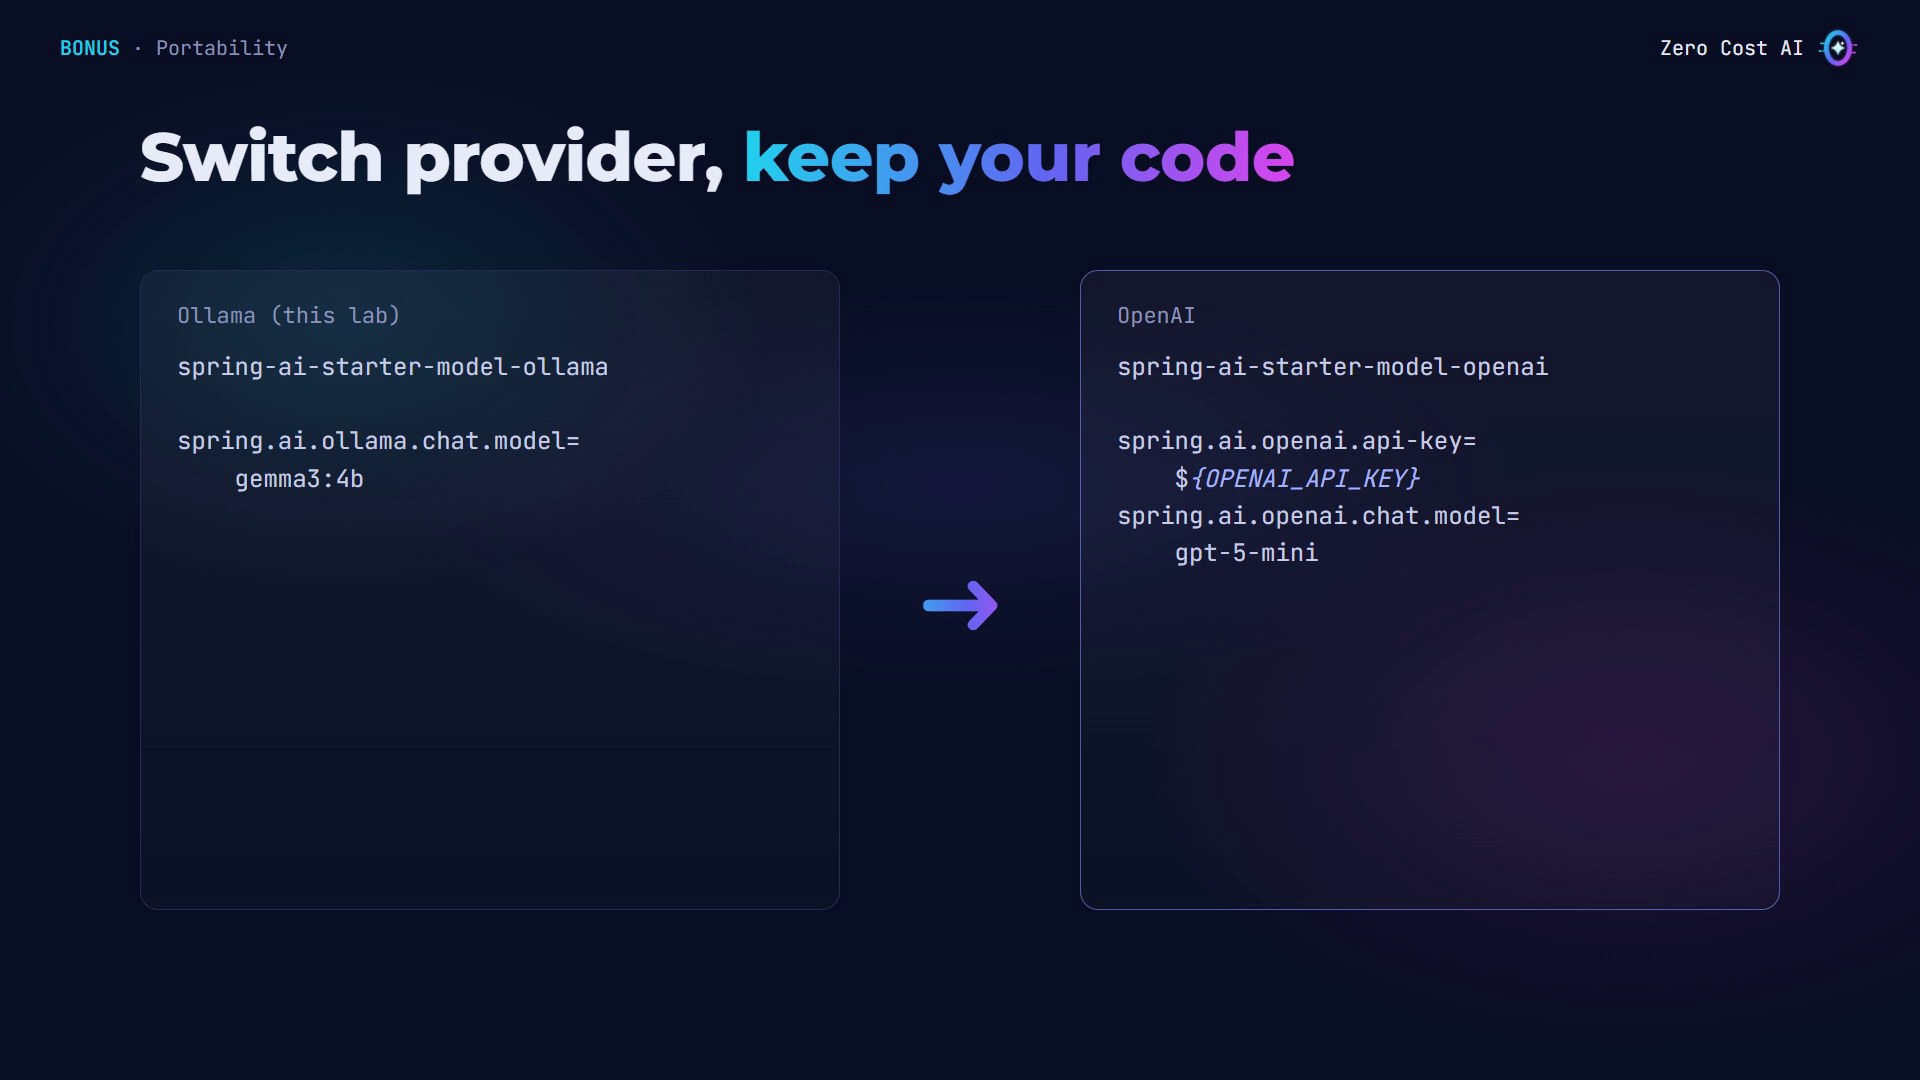 BONUS · Portability
Zero Cost AI
Switch provider, keep your code
Ollama (this lab)
spring-ai-starter-model-ollama
spring.ai.ollama.chat.model=
gemma3:4b
OpenAI
spring-ai-starter-model-openai
spring.ai.openai.api-key=
${OPENAI_API_KEY}
spring.ai.openai.chat.model=
gpt-5-mini